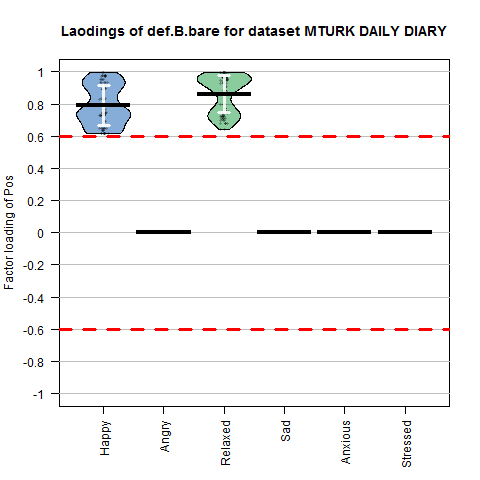 Laodings of def.B.bare for dataset MTURK DAILY DIARY
1
0.8
0.6
0.4
0.2
0
-0.2
-0.4
-0.6
-0.8
-1
Factor loading of Pos
Happy
Angry
Relaxed
Sad
Anxious
Stressed